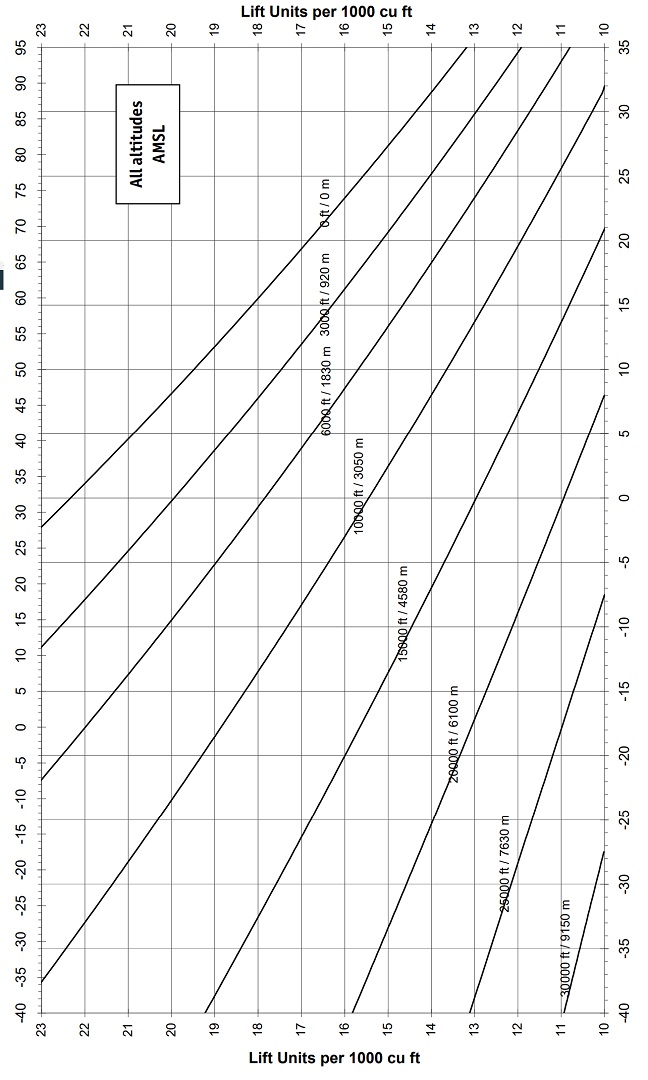 Lift Units per 1000 cu ft
23 22 21 20 19 18 17 16 15 14 13 12 11 10
95 90 85 80 75 70 65 60 55 50 45 40 35 30 25 20 15 10 5 0 -5 -10 -15 -20 -25 -30 -35 -40
All altitudes
AMSL
0 ft / 0 m
3000 ft / 920 m
6000 ft / 1830 m
10000 ft / 3050 m
15000 ft / 4580 m
20000 ft / 6100 m
25000 ft / 7630 m
30000 ft / 9150 m
35 30 25 20 15 10 5 0 -5 -10 -15 -20 -25 -30 -35 -40
23 22 21 20 19 18 17 16 15 14 13 12 11 10
Lift Units per 1000 cu ft